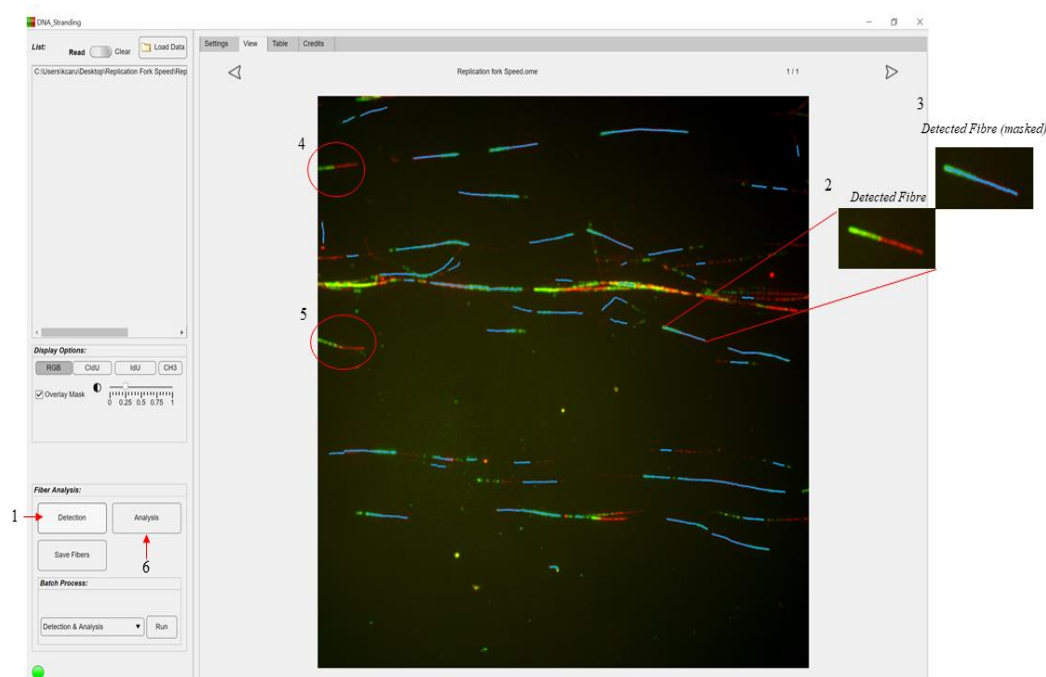 DNA_Stranding
List:
Read Clear Load Data
C:\Users\kcaru\Desktop\Replication Fork Speed\Rep
Settings View Table Credits
Replication fork Speed.ome
1 / 1
3
Detected Fibre (masked)
4
2
Detected Fibre
5
Display Options:
RGB CldU IdU CH3
Overlay Mask
0 0.25 0.5 0.75 1
Fiber Analysis:
1
Detection Analysis
6
Save Fibers
Batch Process:
Detection & Analysis Run